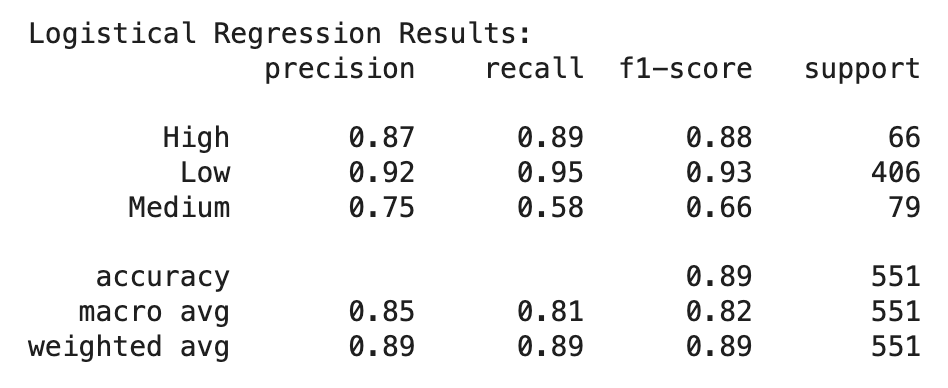 Logistical Regression Results:
precision recall f1-score support
High 0.87 0.89 0.88 66
Low 0.92 0.95 0.93 406
Medium 0.75 0.58 0.66 79
accuracy 0.89 551
macro avg 0.85 0.81 0.82 551
weighted avg 0.89 0.89 0.89 551